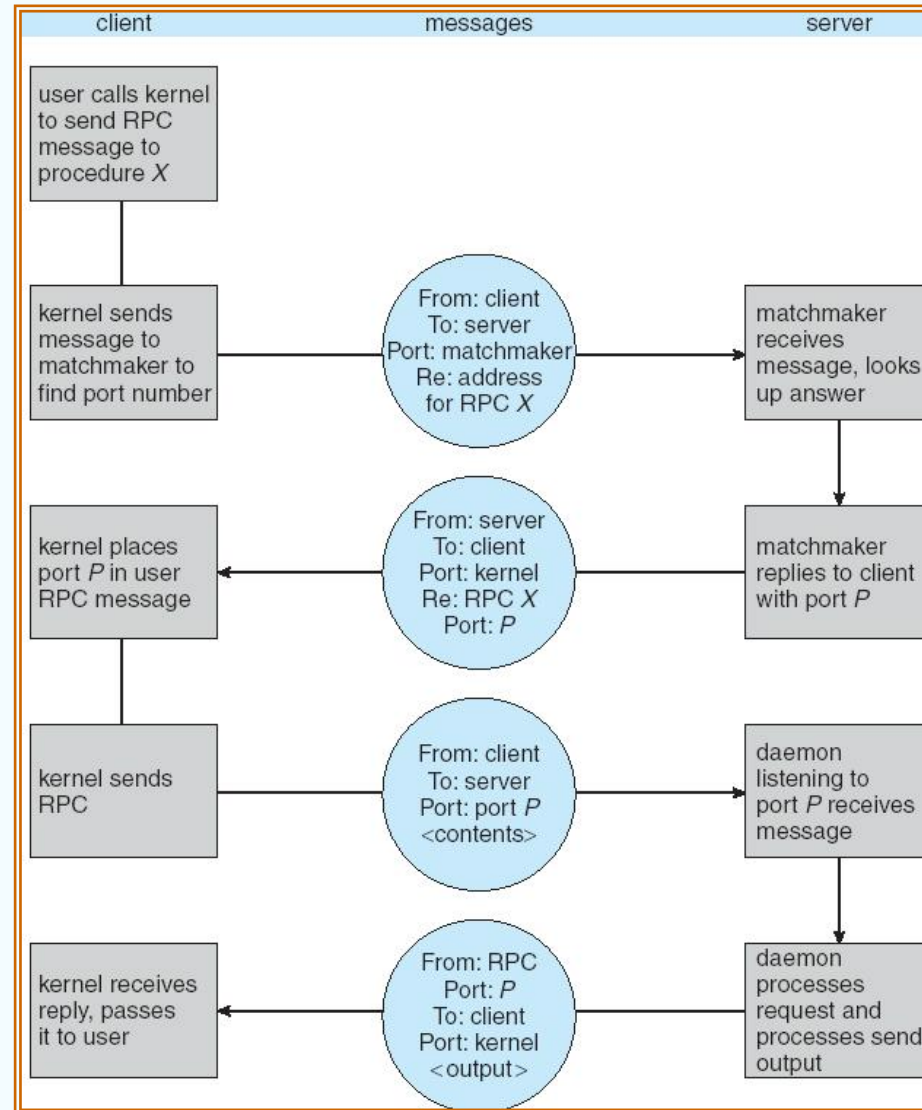 client messages server
user calls kernel
to send RPC
message to
procedure X
kernel sends
message to
matchmaker to
find port number
From: client
To: server
Port: matchmaker
Re: address
for RPC X
matchmaker
receives
message, looks
up answer
kernel places
port P in user
RPC message
From: server
To: client
Port: kernel
Re: RPC X
Port: P
matchmaker
replies to client
with port P
kernel sends
RPC
From: client
To: server
Port: port P
<contents>
daemon
listening to
port P receives
message
kernel receives
reply, passes
it to user
From: RPC
Port: P
To: client
Port: kernel
<output>
daemon
processes
request and
processes send
output